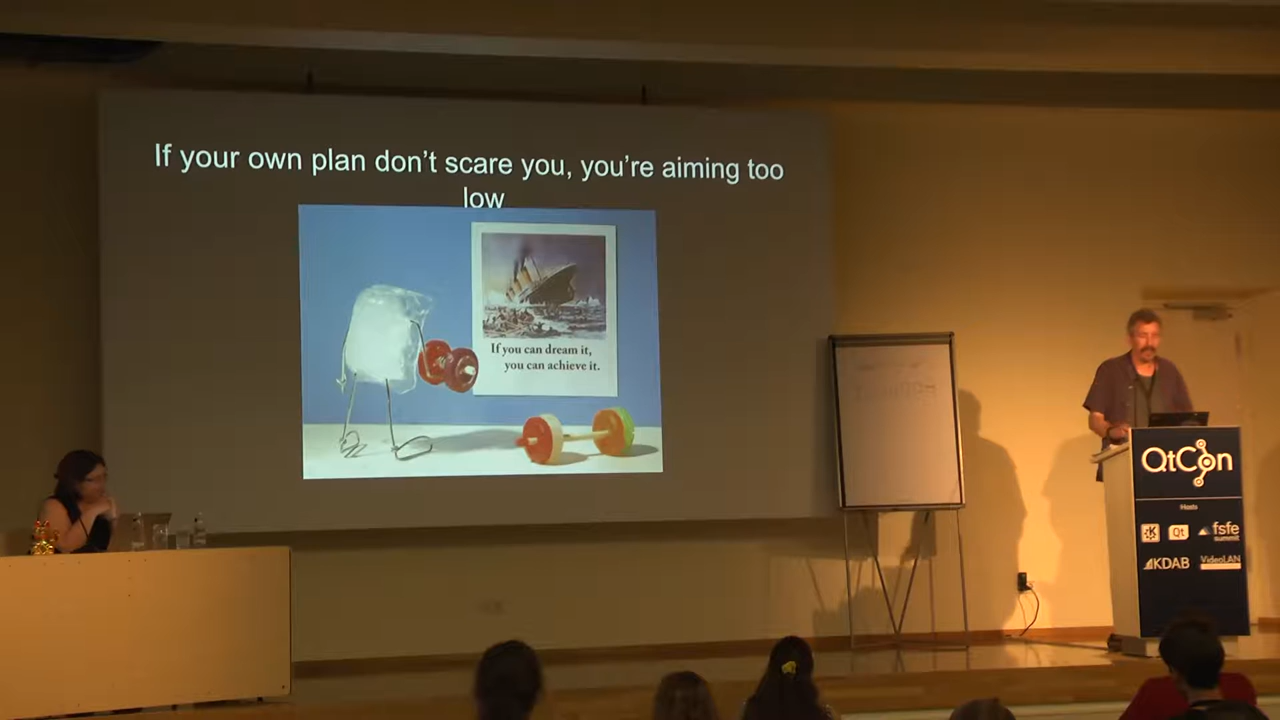 If your own plan don't scare you, you're aiming too
low
If you can dream it,
you can achieve it.
QtCon
Hosts
Qt
fsfe
summit
KDAB
VideoLAN